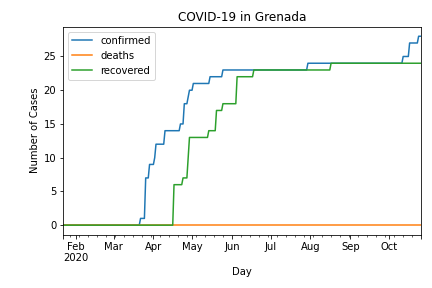 COVID-19 in Grenada
confirmed
deaths
recovered
Number of Cases
25
20
15
10
5
0
Feb Mar Apr May Jun Jul Aug Sep Oct
2020
Day